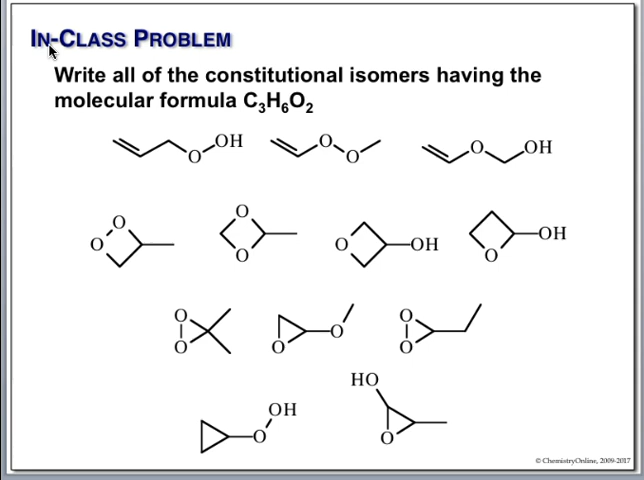 IN-CLASS PROBLEM
Write all of the constitutional isomers having the
molecular formula C₃H₆O₂
O OH O O O OH
O O O O O OH O OH
O O O O O O
O OH HO O
© ChemistryOnline, 2009-2017